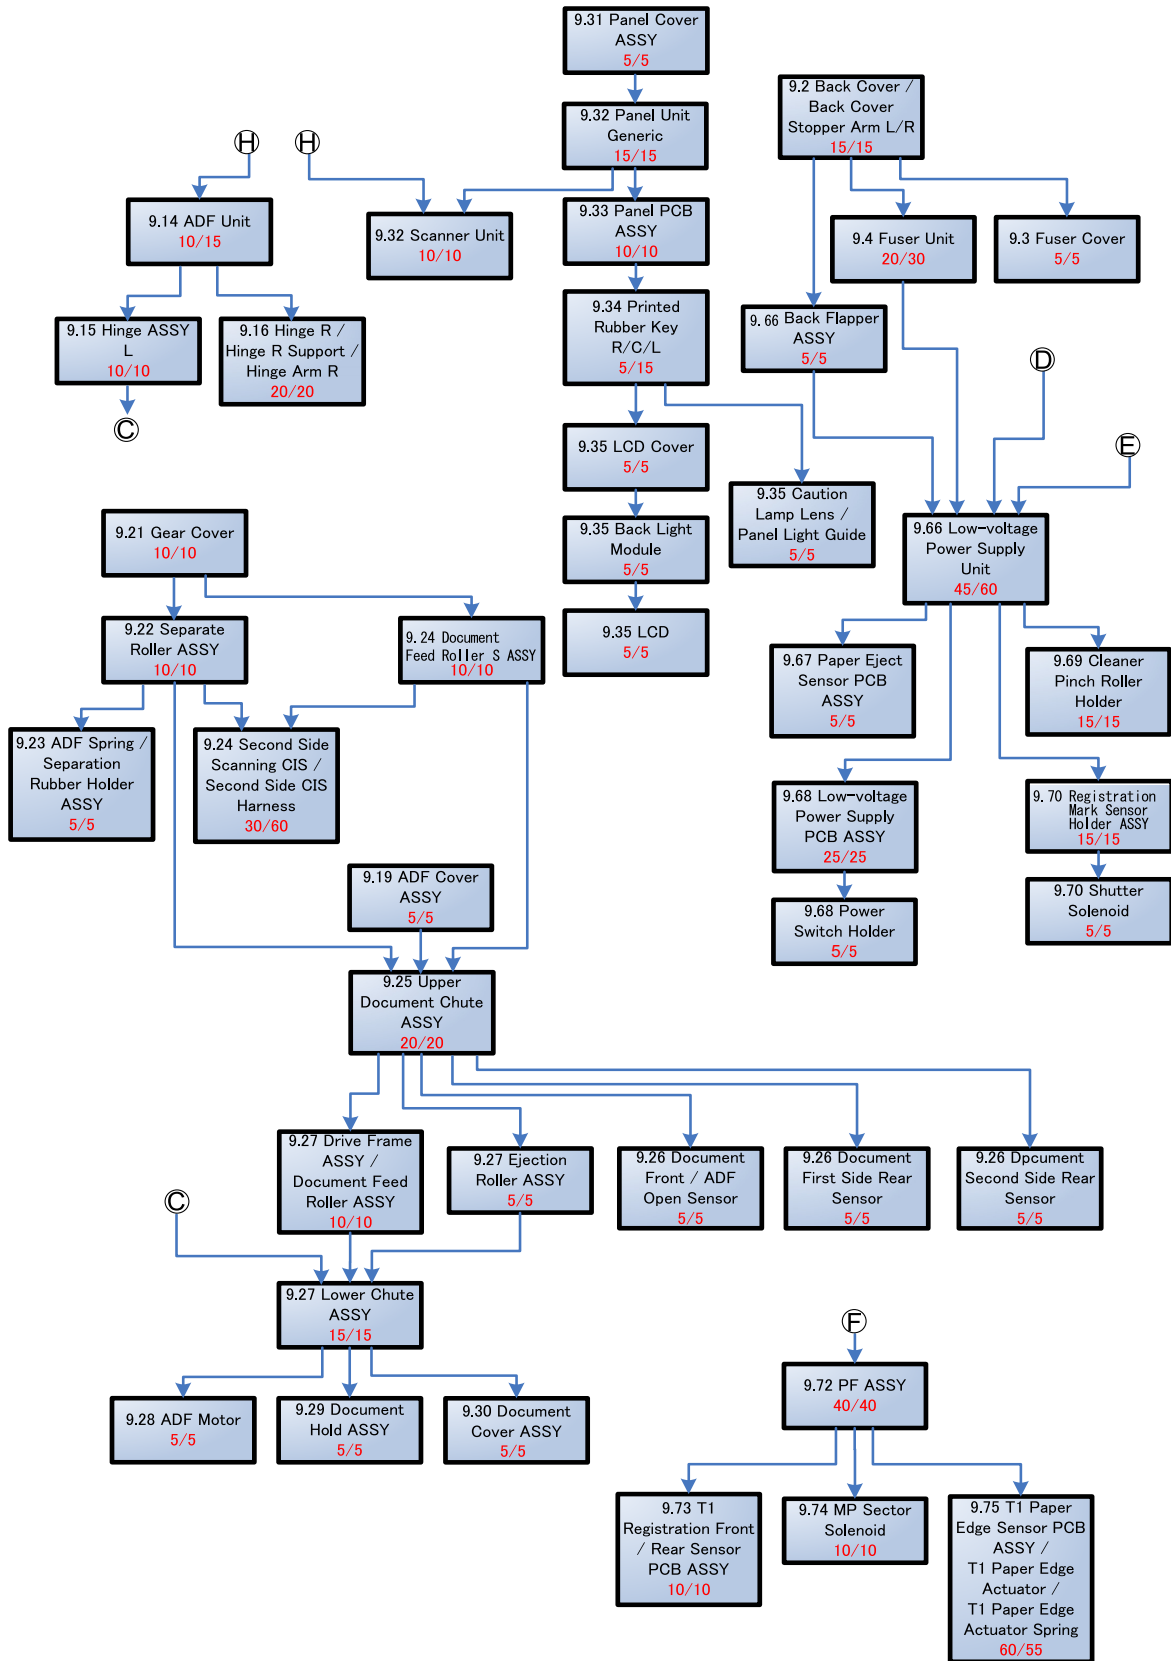 9.31 Panel Cover
ASSY
5/5
9.32 Panel Unit
Generic
15/15
9.2 Back Cover /
Back Cover
Stopper Arm L/R
15/15
H
H
9.14 ADF Unit
10/15
9.32 Scanner Unit
10/10
9.33 Panel PCB
ASSY
10/10
9.4 Fuser Unit
20/30
9.3 Fuser Cover
5/5
9.15 Hinge ASSY
L
10/10
9.16 Hinge R /
Hinge R Support /
Hinge Arm R
20/20
9.34 Printed
Rubber Key
R/C/L
5/15
9.66 Back Flapper
ASSY
5/5
D
C
E
9.35 LCD Cover
5/5
9.35 Caution
Lamp Lens /
Panel Light Guide
5/5
9.21 Gear Cover
10/10
9.35 Back Light
Module
5/5
9.66 Low-voltage
Power Supply
Unit
45/60
9.22 Separate
Roller ASSY
10/10
9.24 Document
Feed Roller S ASSY
10/10
9.35 LCD
5/5
9.67 Paper Eject
Sensor PCB
ASSY
5/5
9.69 Cleaner
Pinch Roller
Holder
15/15
9.23 ADF Spring /
Separation
Rubber Holder
ASSY
5/5
9.24 Second Side
Scanning CIS /
Second Side CIS
Harness
30/60
9.68 Low-voltage
Power Supply
PCB ASSY
25/25
9.70 Registration
Mark Sensor
Holder ASSY
15/15
9.19 ADF Cover
ASSY
5/5
9.68 Power
Switch Holder
5/5
9.70 Shutter
Solenoid
5/5
9.25 Upper
Document Chute
ASSY
20/20
9.27 Drive Frame
ASSY /
Document Feed
Roller ASSY
10/10
9.27 Ejection
Roller ASSY
5/5
9.26 Document
Front / ADF
Open Sensor
5/5
9.26 Document
First Side Rear
Sensor
5/5
9.26 Dpcument
Second Side Rear
Sensor
5/5
C
9.27 Lower Chute
ASSY
15/15
F
9.28 ADF Motor
5/5
9.29 Document
Hold ASSY
5/5
9.30 Document
Cover ASSY
5/5
9.72 PF ASSY
40/40
9.73 T1
Registration Front
/ Rear Sensor
PCB ASSY
10/10
9.74 MP Sector
Solenoid
10/10
9.75 T1 Paper
Edge Sensor PCB
ASSY /
T1 Paper Edge
Actuator /
T1 Paper Edge
Actuator Spring
60/55